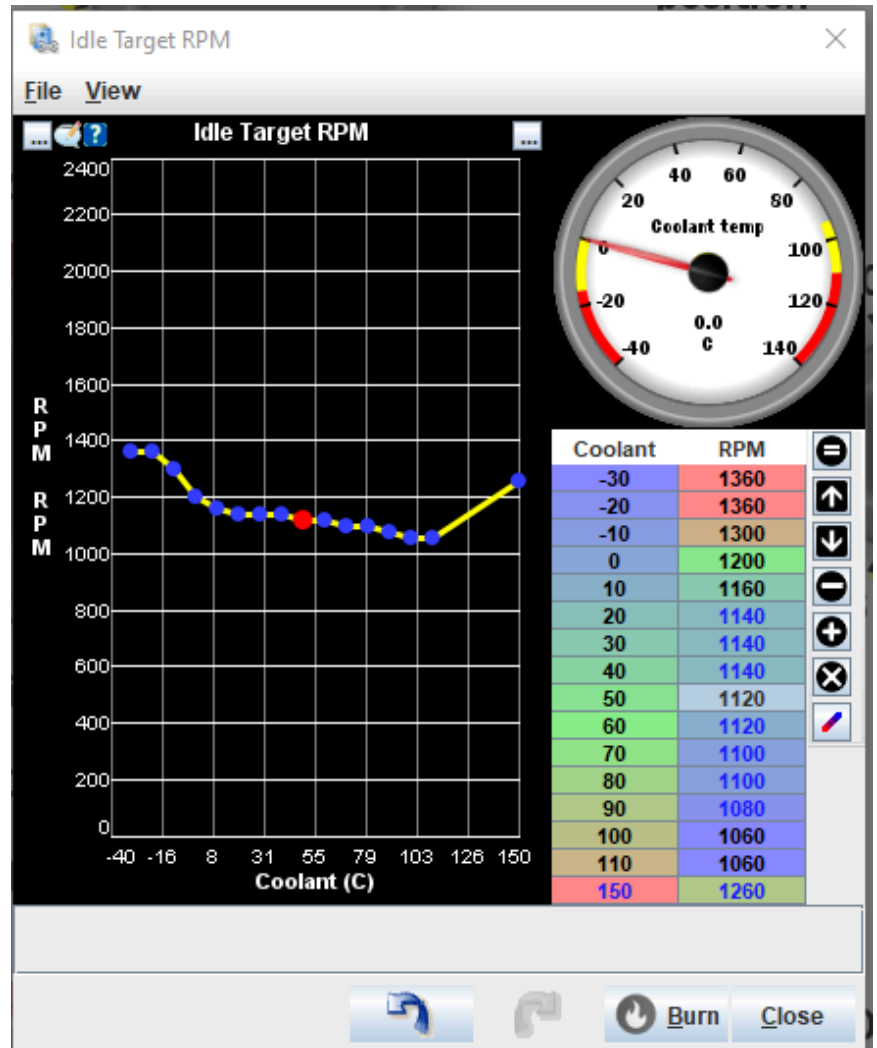 position
Idle Target RPM
File View
... ? Idle Target RPM ...
2400
2200
2000
1800
1600
1400
1200
1000
800
600
400
200
0
RPM RPM
-40 -16 8 31 55 79 103 126 150
Coolant (C)
-40 -20 0 20 40 60 80 100 120 140
Coolant temp
0.0
C
Coolant RPM
-30 1360
-20 1360
-10 1300
0 1200
10 1160
20 1140
30 1140
40 1140
50 1120
60 1120
70 1100
80 1100
90 1080
100 1060
110 1060
150 1260
Burn Close